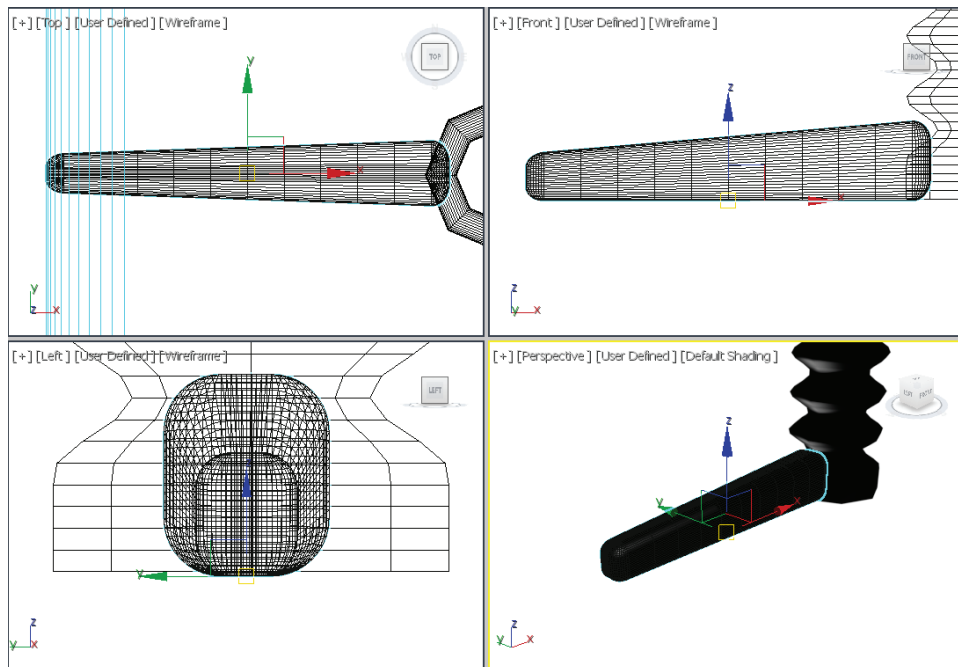 [+] [Top] [User Defined] [Wireframe]
TOP
y
x
y
z x
[+] [Front] [User Defined] [Wireframe]
FRONT
z
x
z
y x
[+] [Left] [User Defined] [Wireframe]
LEFT
y
z
y x
[+] [Perspective] [User Defined] [Default Shading]
FRONT
z
y x
z
y x